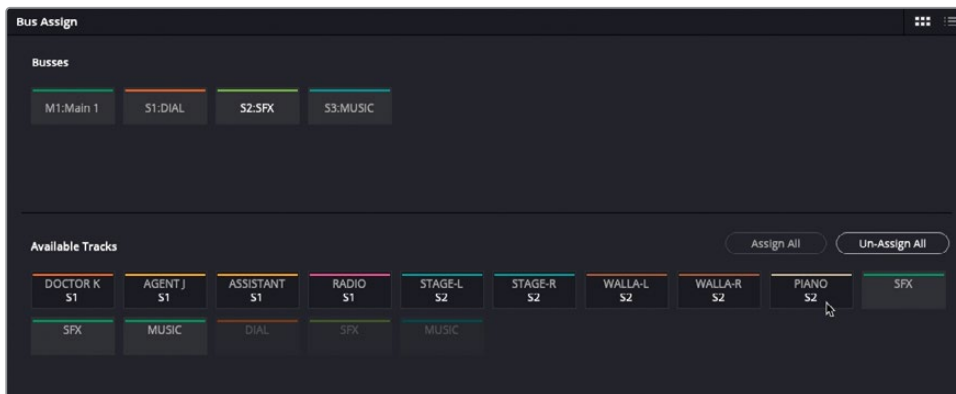 Bus Assign
Busses
M1:Main 1 S1:DIAL S2:SFX S3:MUSIC
Available Tracks Assign All Un-Assign All
DOCTOR K AGENT J ASSISTANT RADIO STAGE-L STAGE-R WALLA-L WALLA-R PIANO SFX
S1 S1 S1 S1 S2 S2 S2 S2 S2
SFX MUSIC DIAL SFX MUSIC